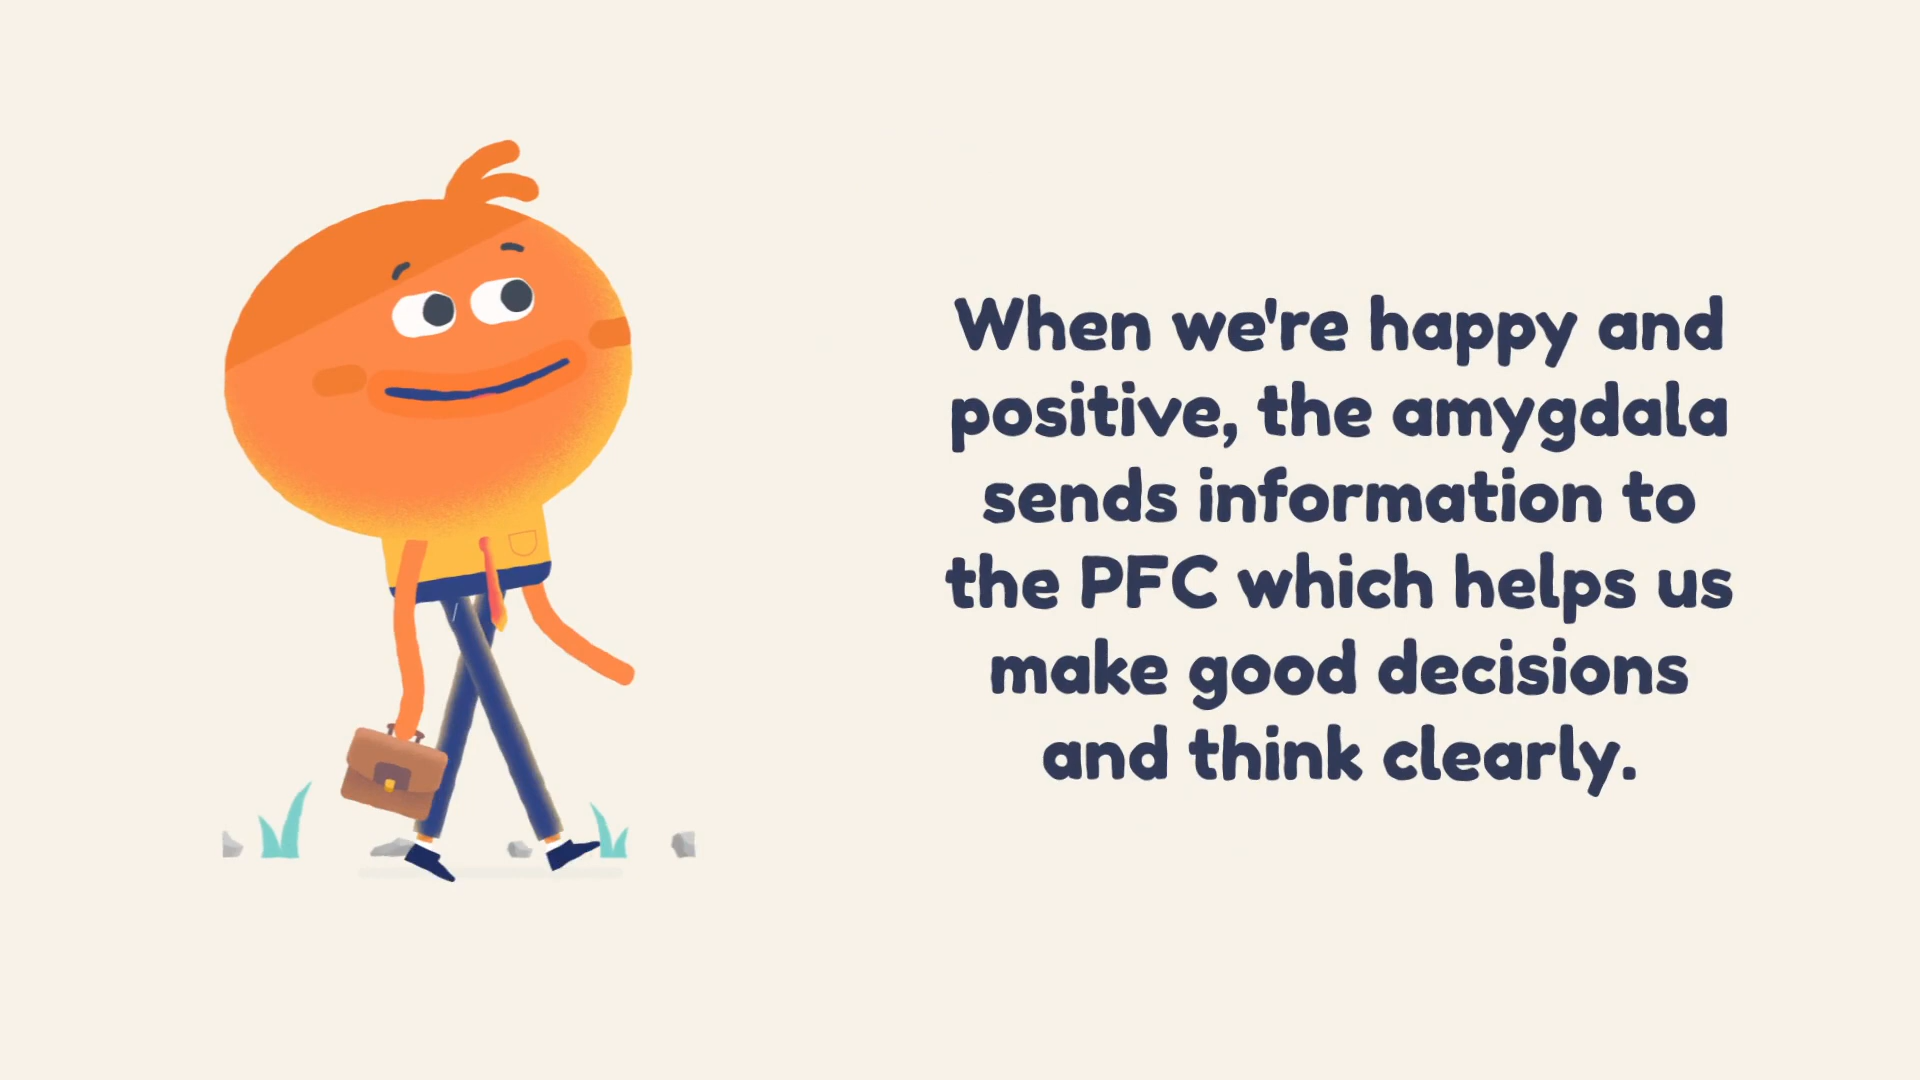 When we're happy and
positive, the amygdala
sends information to
the PFC which helps us
make good decisions
and think clearly.